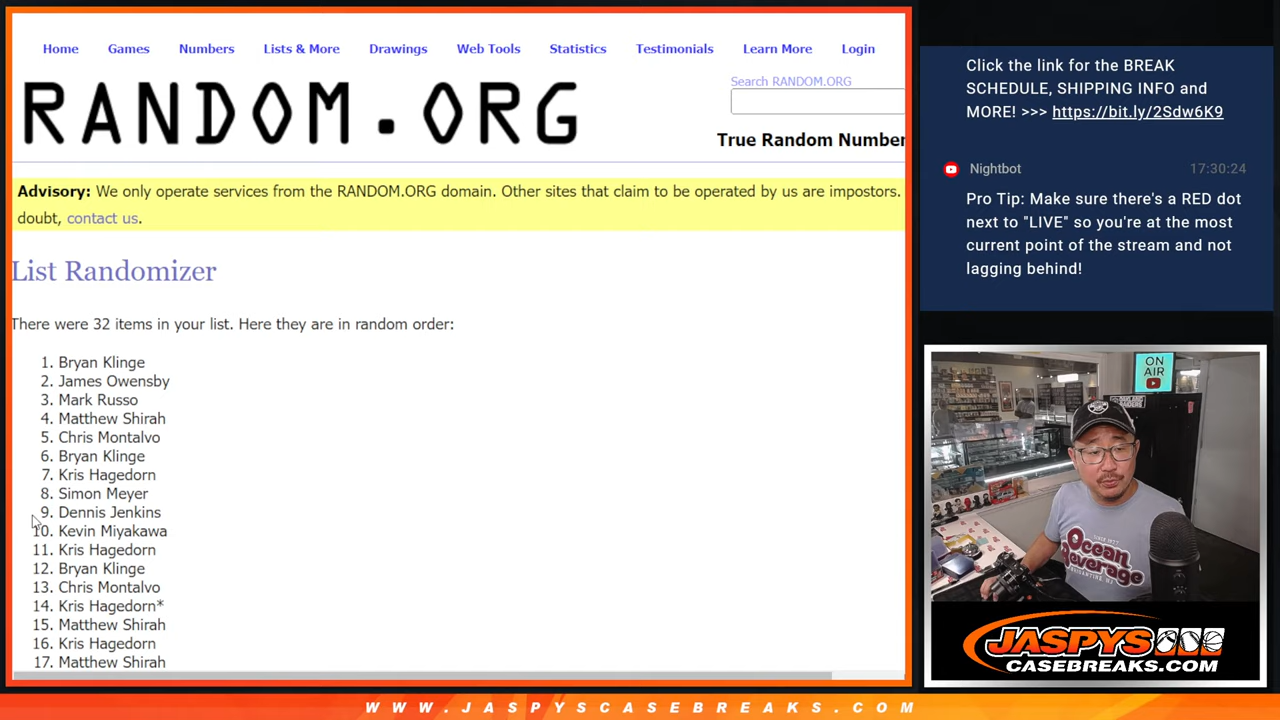 Home Games Numbers Lists & More Drawings Web Tools Statistics Testimonials Learn More Login
RANDOM.ORG
Search RANDOM.ORG
True Random Number
Advisory: We only operate services from the RANDOM.ORG domain. Other sites that claim to be operated by us are impostors.
doubt, contact us.
List Randomizer
There were 32 items in your list. Here they are in random order:
1. Bryan Klinge
2. James Owensby
3. Mark Russo
4. Matthew Shirah
5. Chris Montalvo
6. Bryan Klinge
7. Kris Hagedorn
8. Simon Meyer
9. Dennis Jenkins
10. Kevin Miyakawa
11. Kris Hagedorn
12. Bryan Klinge
13. Chris Montalvo
14. Kris Hagedorn*
15. Matthew Shirah
16. Kris Hagedorn
17. Matthew Shirah
Click the link for the BREAK
SCHEDULE, SHIPPING INFO and
MORE! >>> https://bit.ly/2Sdw6K9
Nightbot 17:30:24
Pro Tip: Make sure there's a RED dot
next to "LIVE" so you're at the most
current point of the stream and not
lagging behind!
ON
AIR
Ocean
Beverage
JASPYS
CASEBREAKS.COM
WWW.JASPYSCASEBREAKS.COM